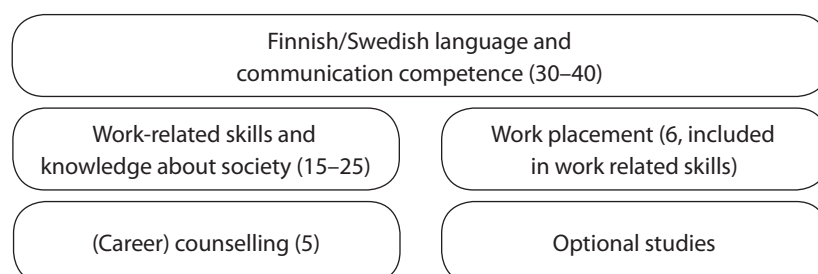 Finnish/Swedish language and
communication competence (30–40)
Work-related skills and
knowledge about society (15–25)
Work placement (6, included
in work related skills)
(Career) counselling (5)
Optional studies